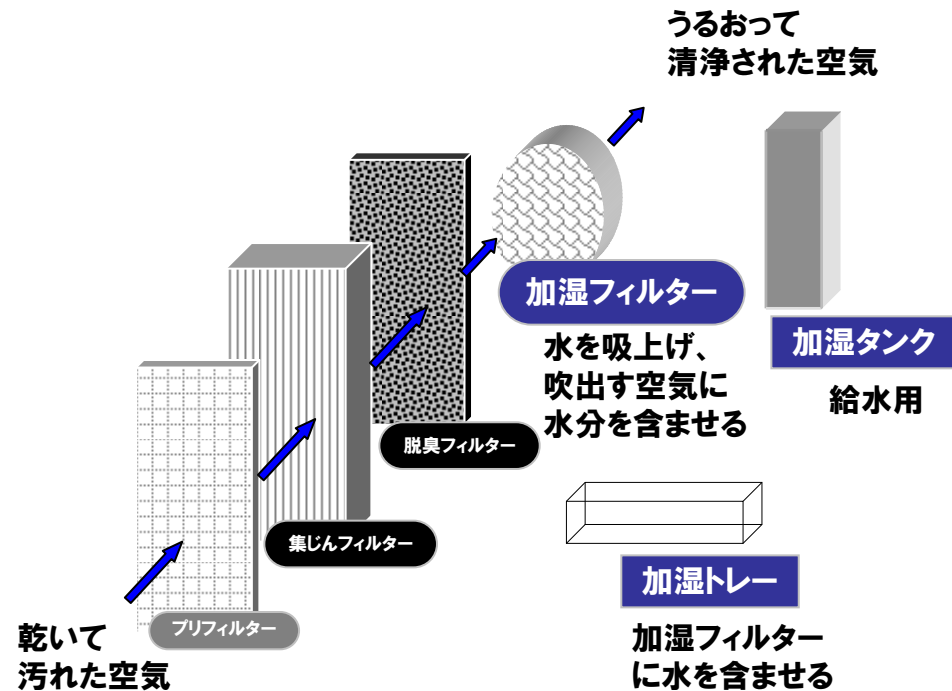 うるおって
清浄された空気
加湿フィルター
水を吸上げ、
吹出す空気に
水分を含ませる
加湿タンク
給水用
脱臭フィルター
集じんフィルター
加湿トレー
加湿フィルター
に水を含ませる
プリフィルター
乾いて
汚れた空気